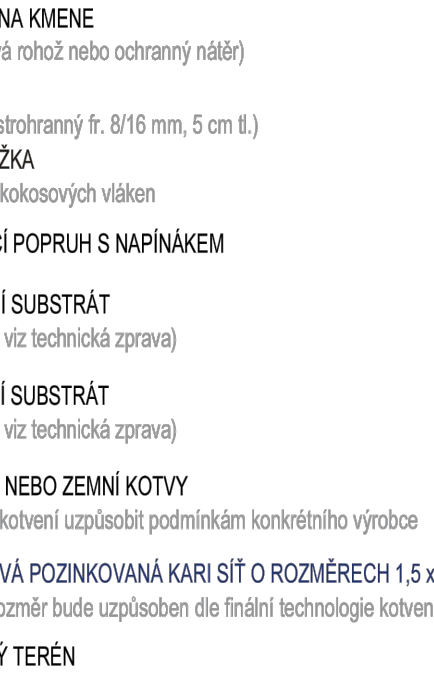 NA KMENE
vá rohož nebo ochranný nátěr)
strohranný fr. 8/16 mm, 5 cm tl.)
ŽKA
kokosových vláken
CÍ POPRUH S NAPÍNÁKEM
Í SUBSTRÁT
viz technická zprava)
Í SUBSTRÁT
viz technická zprava)
NEBO ZEMNÍ KOTVY
kotvení uzpůsobit podmínkám konkrétního výrobce
VÁ POZINKOVANÁ KARI SÍŤ O ROZMĚRECH 1,5 x
ozměr bude uzpůsoben dle finální technologie kotven
Ý TERÉN